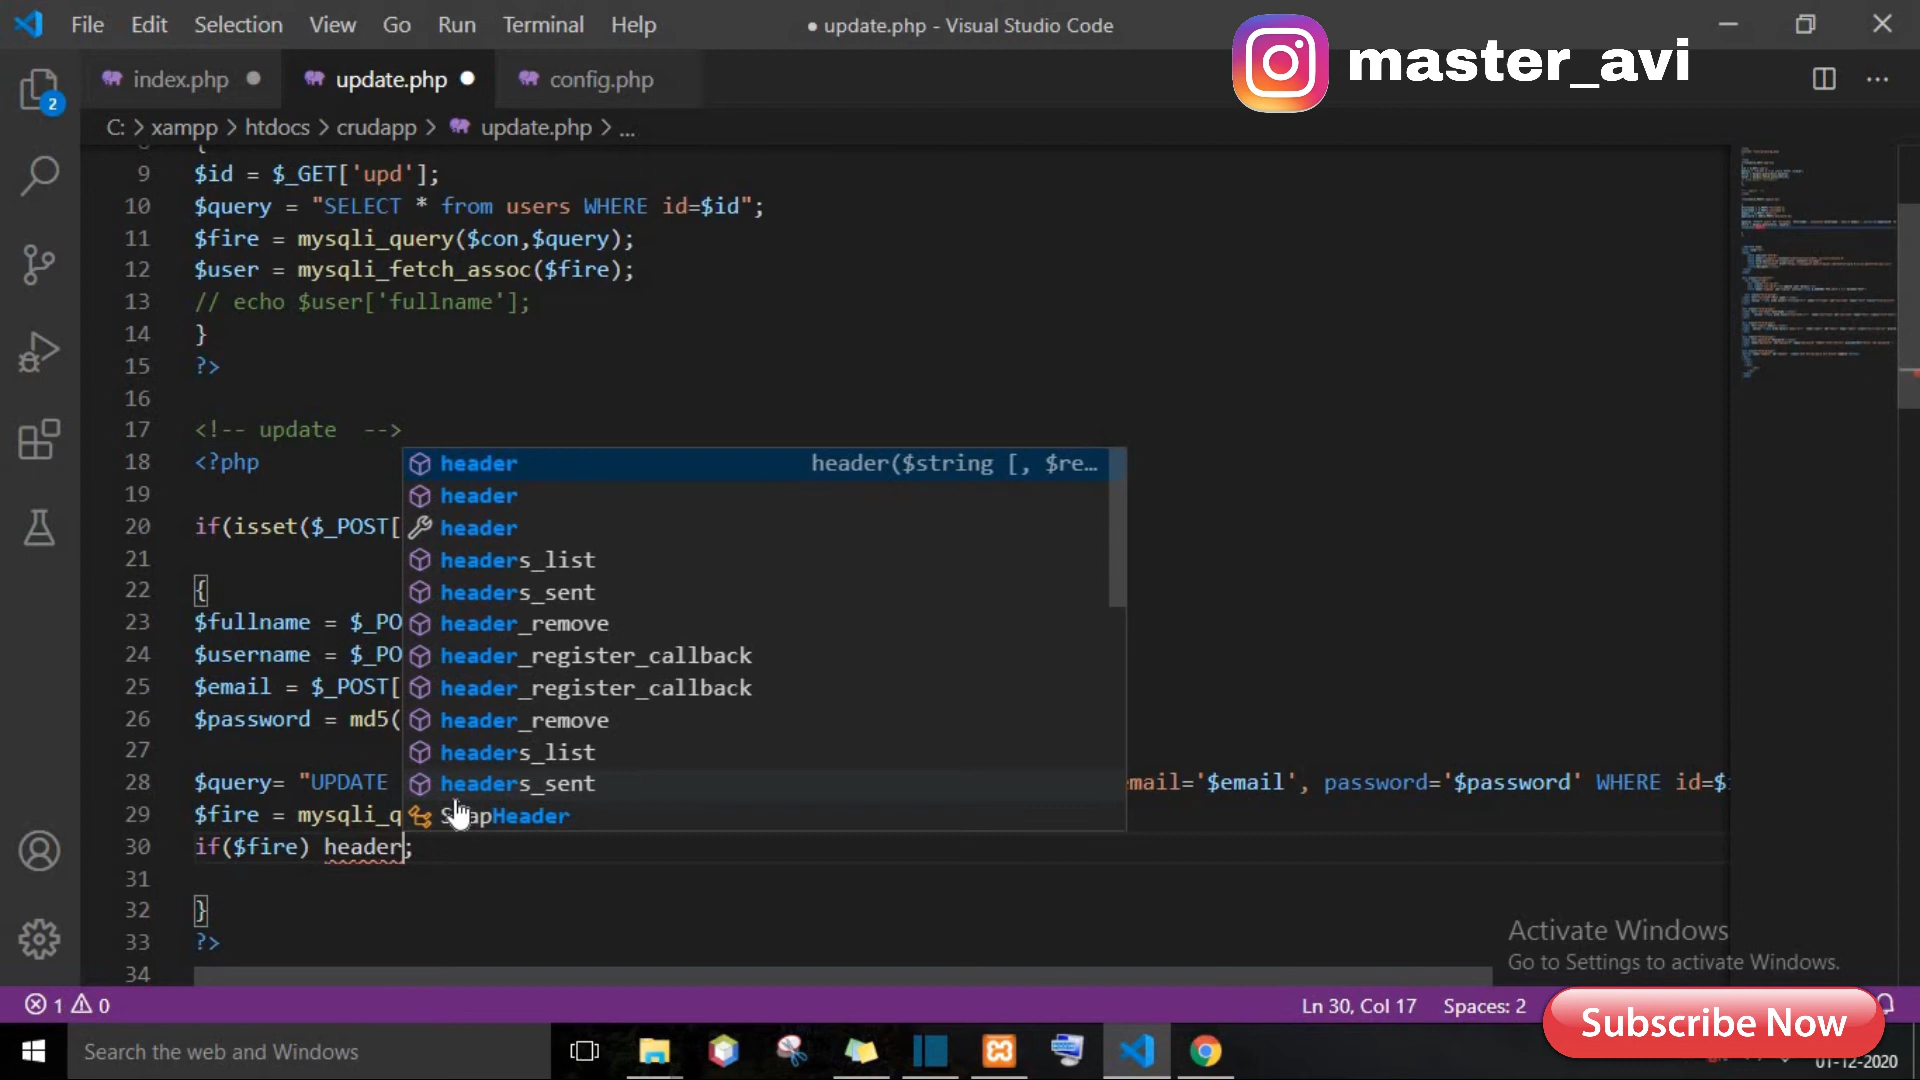 File Edit Selection View Go Run Terminal Help
● update.php - Visual Studio Code
master_avi
index.php ● update.php ● config.php ···
2
C: > xampp > htdocs > crudapp > update.php > ...
{
9 $id = $_GET['upd'];
10 $query = "SELECT * from users WHERE id=$id";
11 $fire = mysqli_query($con,$query);
12 $user = mysqli_fetch_assoc($fire);
13 // echo $user['fullname'];
14 }
15 ?>
16
17 <!-- update -->
18 <?php
header header($string [, $re...
19
header
20 if(isset($_POST[
header
21
headers_list
22 {
headers_sent
23 $fullname = $_PO
header_remove
24 $username = $_PO
header_register_callback
25 $email = $_POST[
header_register_callback
26 $password = md5(
header_remove
27
headers_list
28 $query= "UPDATE
headers_sent
email='$email', password='$password' WHERE id=$
29 $fire = mysqli_q
Header
30 if($fire) header;
31
32 }
33 ?>
34
Activate Windows
Go to Settings to activate Windows.
1 0
Ln 30, Col 17 Spaces: 2
Subscribe Now
Search the web and Windows
01-12-2020